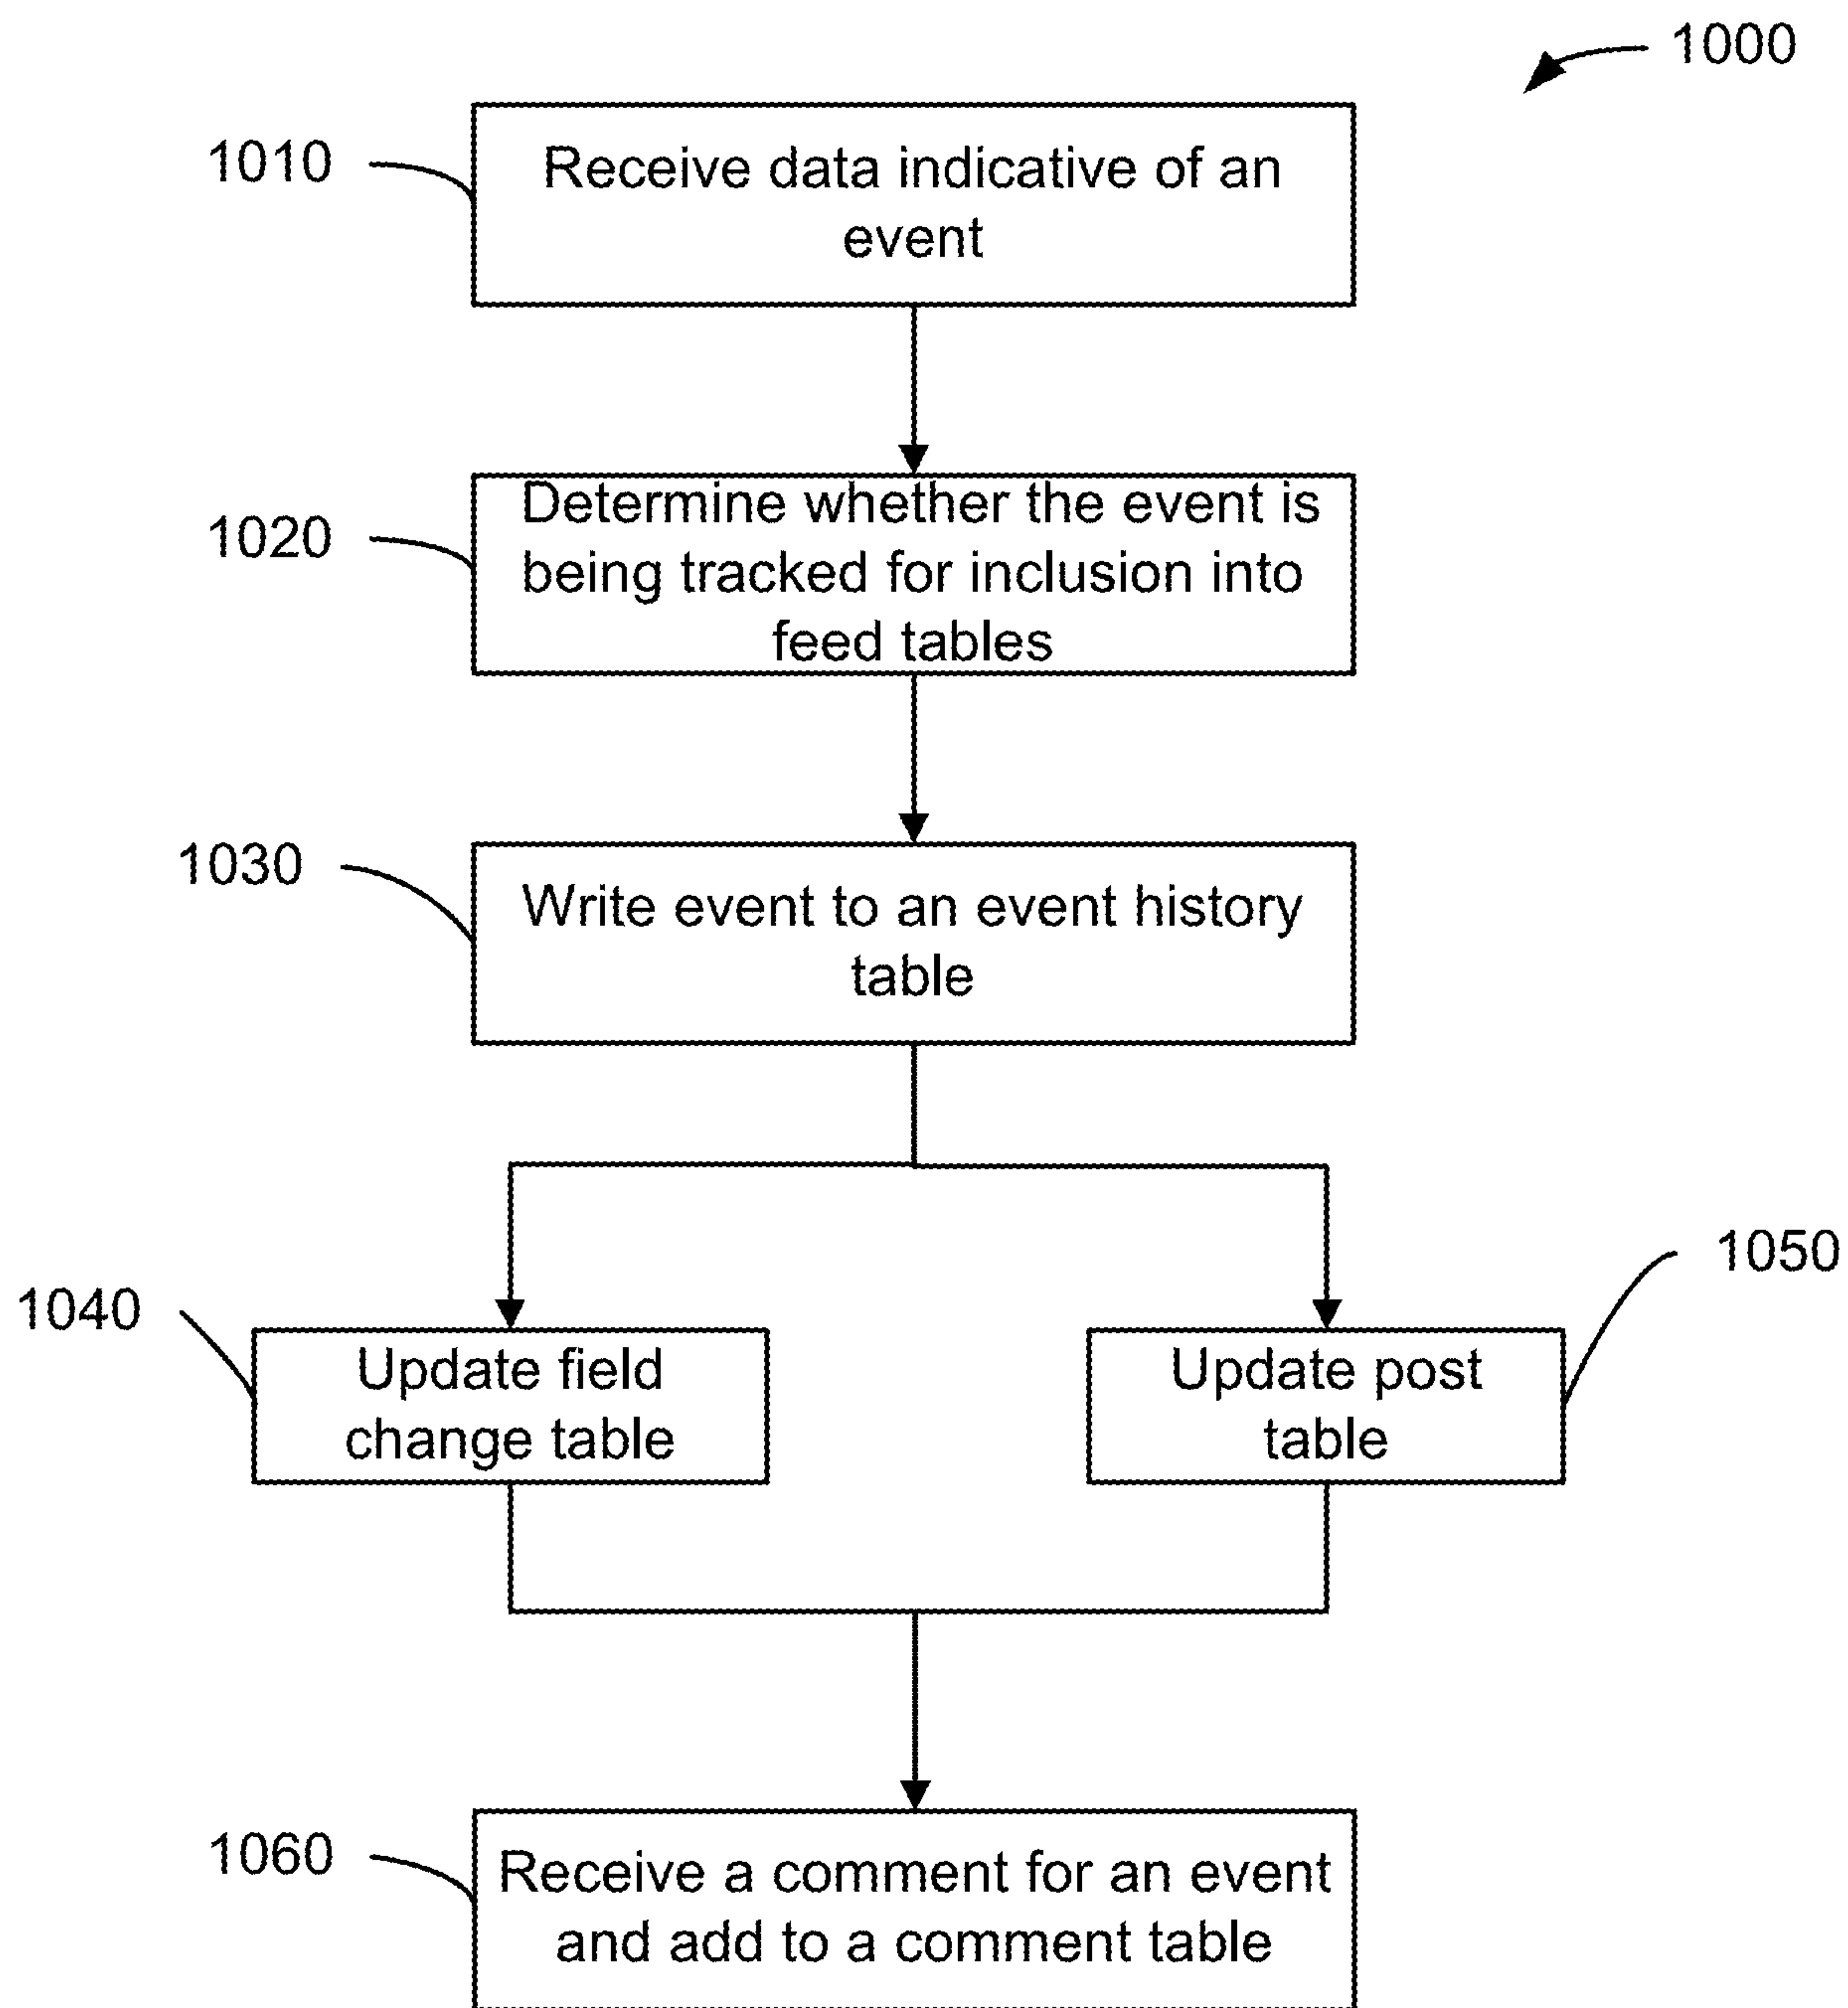 1000
1010
Receive data indicative of an
event
1020
Determine whether the event is
being tracked for inclusion into
feed tables
1030
Write event to an event history
table
1040
Update field
change table
1050
Update post
table
1060
Receive a comment for an event
and add to a comment table